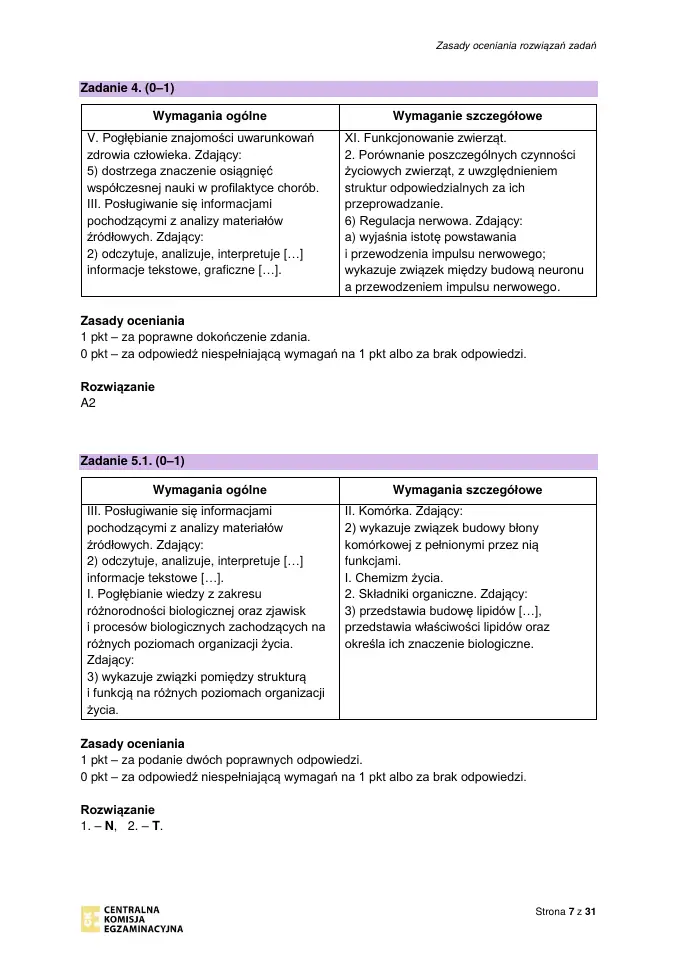 Zasady oceniania rozwiązań zadań
Zadanie 4. (0–1)
Wymagania ogólne
Wymaganie szczegółowe
V. Pogłębianie znajomości uwarunkowań
zdrowia człowieka. Zdający:
5) dostrzega znaczenie osiągnięć
współczesnej nauki w profilaktyce chorób.
III. Posługiwanie się informacjami
pochodzącymi z analizy materiałów
źródłowych. Zdający:
2) odczytuje, analizuje, interpretuje […]
informacje tekstowe, graficzne […].
XI. Funkcjonowanie zwierząt.
2. Porównanie poszczególnych czynności
życiowych zwierząt, z uwzględnieniem
struktur odpowiedzialnych za ich
przeprowadzanie.
6) Regulacja nerwowa. Zdający:
a) wyjaśnia istotę powstawania
i przewodzenia impulsu nerwowego;
wykazuje związek między budową neuronu
a przewodzeniem impulsu nerwowego.
Zasady oceniania
1 pkt – za poprawne dokończenie zdania.
0 pkt – za odpowiedź niespełniającą wymagań na 1 pkt albo za brak odpowiedzi.
Rozwiązanie
A2
Zadanie 5.1. (0–1)
Wymagania ogólne
Wymagania szczegółowe
III. Posługiwanie się informacjami
pochodzącymi z analizy materiałów
źródłowych. Zdający:
2) odczytuje, analizuje, interpretuje […]
informacje tekstowe […].
I. Pogłębianie wiedzy z zakresu
różnorodności biologicznej oraz zjawisk
i procesów biologicznych zachodzących na
różnych poziomach organizacji życia.
Zdający:
3) wykazuje związki pomiędzy strukturą
i funkcją na różnych poziomach organizacji
życia.
II. Komórka. Zdający:
2) wykazuje związek budowy błony
komórkowej z pełnionymi przez nią
funkcjami.
I. Chemizm życia.
2. Składniki organiczne. Zdający:
3) przedstawia budowę lipidów […],
przedstawia właściwości lipidów oraz
określa ich znaczenie biologiczne.
Zasady oceniania
1 pkt – za podanie dwóch poprawnych odpowiedzi.
0 pkt – za odpowiedź niespełniającą wymagań na 1 pkt albo za brak odpowiedzi.
Rozwiązanie
1. – N, 2. – T.
CENTRALNA
KOMISJA
EGZAMINACYJNA
Strona 7 z 31